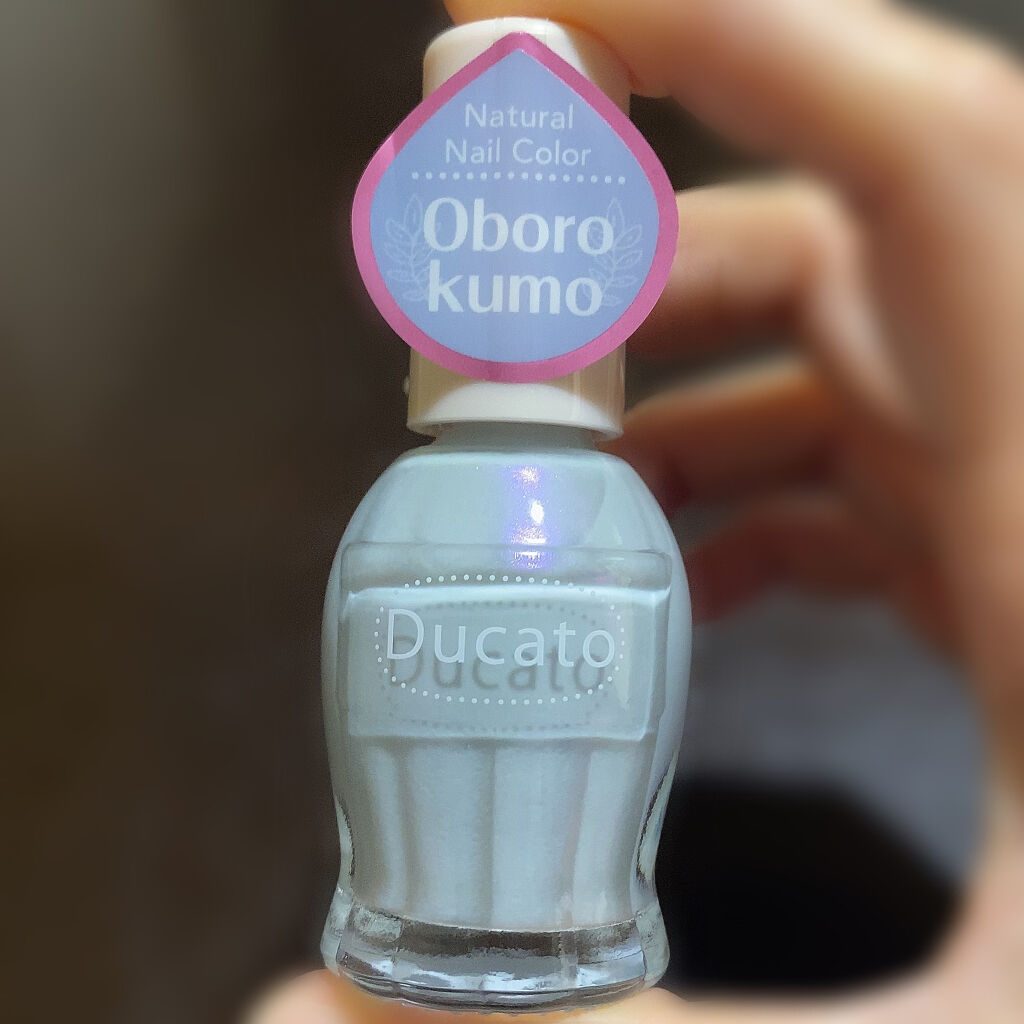 Natural
Nail Color
Oboro
kumo
Ducato